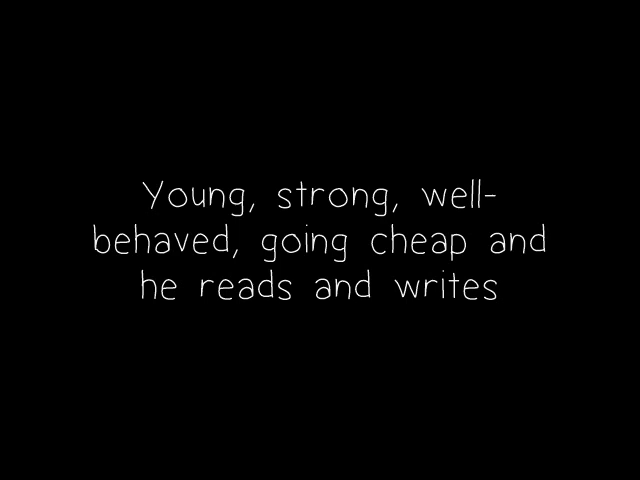 Young, strong, well-
behaved, going cheap and
he reads and writes